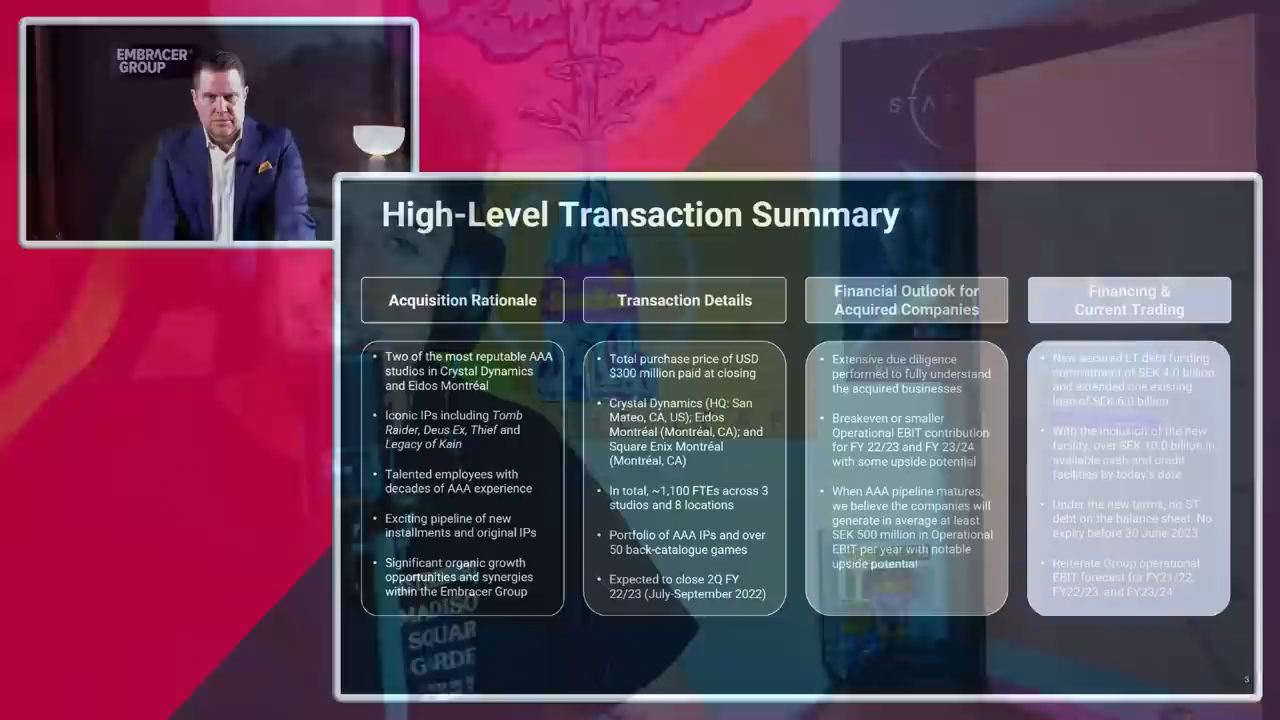 EMBRACER
GROUP
STA
High-Level Transaction Summary
Acquisition Rationale
• Two of the most reputable AAA
studios in Crystal Dynamics
and Eidos Montréal
• Iconic IPs including Tomb
Raider, Deus Ex, Thief and
Legacy of Kain
• Talented employees with
decades of AAA experience
• Exciting pipeline of new
installments and original IPs
• Significant organic growth
opportunities and synergies
within the Embracer Group
Transaction Details
• Total purchase price of USD
$300 million paid at closing
• Crystal Dynamics (HQ: San
Mateo, CA, US); Eidos
Montréal (Montréal, CA); and
Square Enix Montréal
(Montréal, CA)
• In total, ~1,100 FTEs across 3
studios and 8 locations
• Portfolio of AAA IPs and over
50 back-catalogue games
• Expected to close 2Q FY
22/23 (July-September 2022)
Financial Outlook for
Acquired Companies
• Extensive due diligence
performed to fully understand
the acquired businesses
• Breakeven or smaller
Operational EBIT contribution
for FY 22/23 and FY 23/24
with some upside potential
• When AAA pipeline matures,
we believe the companies will
generate in average at least
SEK 500 million in Operational
EBIT per year with notable
upside potential
Financing &
Current Trading
• New secured LT debt funding
commitment of SEK 4.0 billion
and extended one existing
loan of SEK 6.0 billion
• With the inclusion of the new
facility, over SEK 10.0 billion in
available cash and credit
facilities by today's date
• Under the new terms, no ST
debt on the balance sheet. No
expiry before 30 June 2023
• Reiterate Group operational
EBIT forecast for FY21/22,
FY22/23, and FY23/24
MADISO
SQUAR
G RDE
3